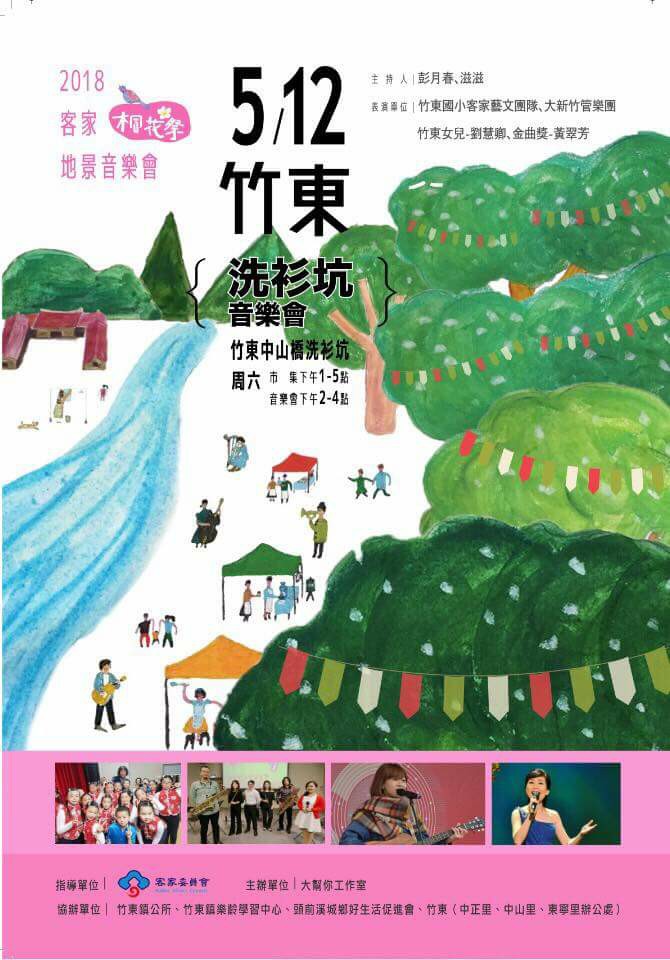 2018
客家 桐花祭
地景音樂會
5/12
竹東
洗衫坑
音樂會
竹東中山橋洗衫坑
周六 市 集下午1-5點
音樂會下午2-4點
主 持 人｜彭月春、滋滋
表演單位｜竹東國小客家藝文團隊、大新竹管樂團
竹東女兒-劉慧卿、金曲獎-黃翠芳
指導單位｜ 客家委員會 主辦單位｜大幫你工作室
協辦單位｜ 竹東鎮公所、竹東鎮樂齡學習中心、頭前溪城鄉好生活促進會、竹東（中正里、中山里、東寧里辦公處）